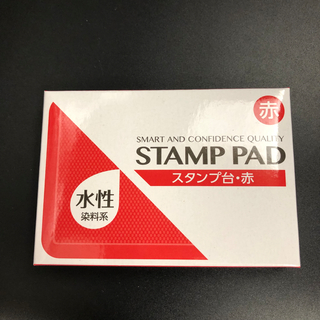 赤
SMART AND CONFIDENCE QUALITY
STAMP PAD
スタンプ台・赤
水性
染料系